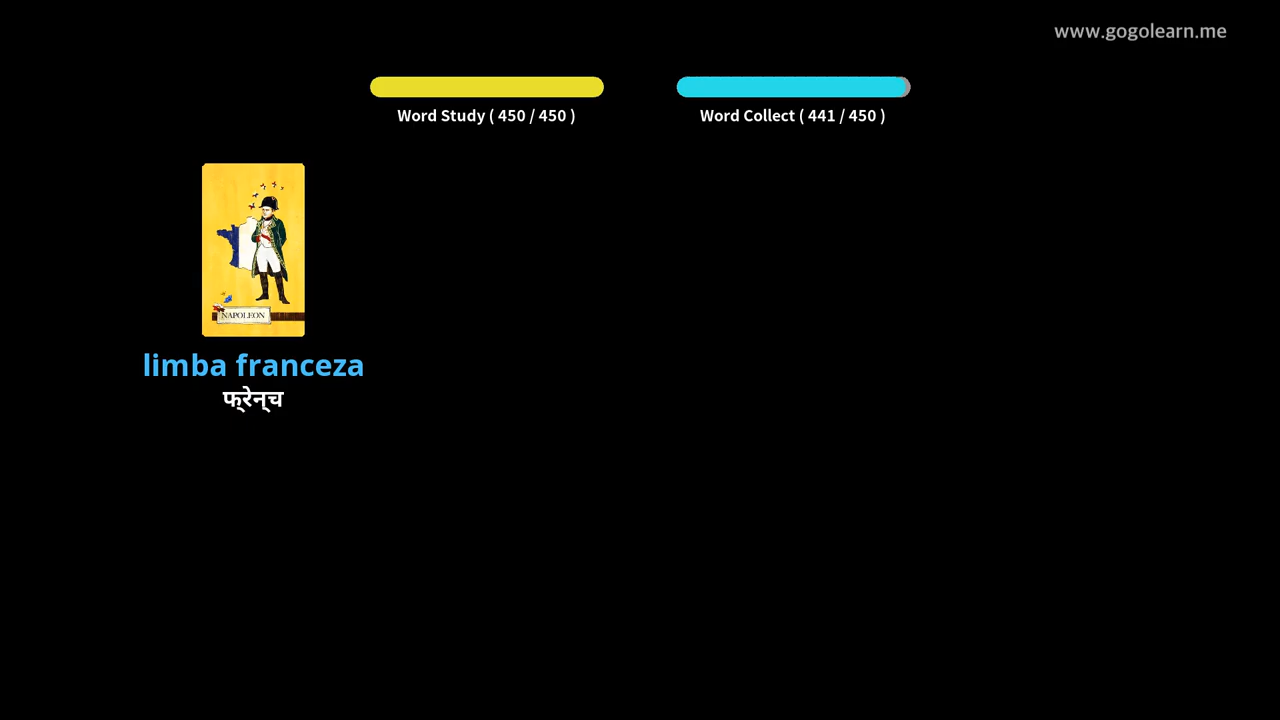 www.gogolearn.me
Word Study ( 450 / 450 )
Word Collect ( 441 / 450 )
NAPOLEON
limba franceza
फ्रेन्च